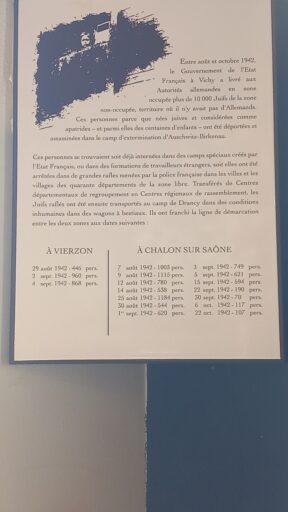 Entre août et octobre 1942,
le Gouvernement de l'Etat
Français à Vichy a livré aux
Autorités allemandes en zone
occupée plus de 10 000 Juifs de la zone
non-occupée, territoire où il n'y avait pas d'Allemands.
Ces personnes parce que nées juives et considérées comme
apatrides – et parmi elles des centaines d'enfants – ont été déportées et
exterminées dans le camp d'extermination d'Auschwitz-Birkenau.
Ces personnes se trouvaient soit déjà internées dans des camps spéciaux créés par
l'Etat Français, ou dans des formations de travailleurs étrangers, soit elles ont été
arrêtées dans de grandes rafles menées par la police française dans les villes et les
villages des quarante départements de la zone libre. Transférés de Centres
départementaux de regroupement en Centres régionaux de rassemblement, les
Juifs raflés ont été ensuite transportés au camp de Drancy dans des conditions
inhumaines dans des wagons à bestiaux. Ils ont franchi la ligne de démarcation
entre les deux zones aux dates suivantes :
À VIERZON
29 août 1942 - 446 pers.
2 sept. 1942 - 960 pers.
4 sept. 1942 - 868 pers.
À CHALON SUR SAÔNE
7 août 1942 - 1003 pers.
9 août 1942 - 1115 pers.
12 août 1942 - 780 pers.
14 août 1942 - 538 pers.
25 août 1942 - 1184 pers.
30 août 1942 - 544 pers.
1er sept. 1942 - 620 pers.
3 sept. 1942 - 749 pers.
5 sept. 1942 - 621 pers.
15 sept. 1942 - 594 pers.
22 sept. 1942 - 190 pers.
30 sept. 1942 - 70 pers.
6 oct. 1942 - 117 pers.
22 oct. 1942 - 107 pers.